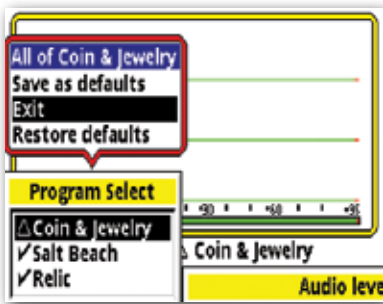 All of Coin & Jewelry
Save as defaults
Exit
Restore defaults
Program Select
△Coin & Jewelry
✓Salt Beach
✓Relic
+30 +60 +95
Coin & Jewelry
Audio leve